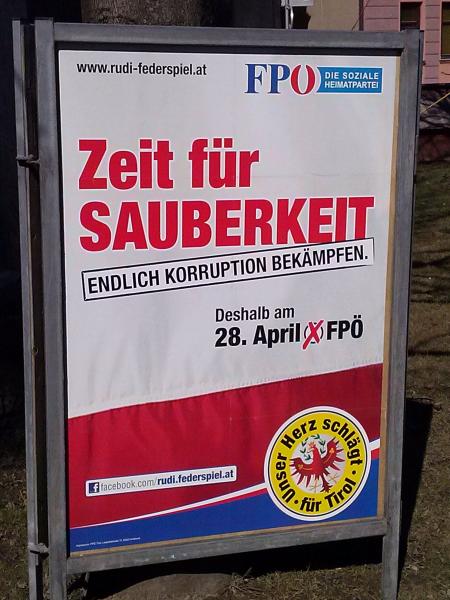 www.rudi-federspiel.at
FPÖ DIE SOZIALE
HEIMATPARTEI
Zeit für
SAUBERKEIT
ENDLICH KORRUPTION BEKÄMPFEN.
Deshalb am
28. April X FPÖ
Unser Herz schlägt
· für Tirol ·
f facebook.com/rudi.federspiel.at